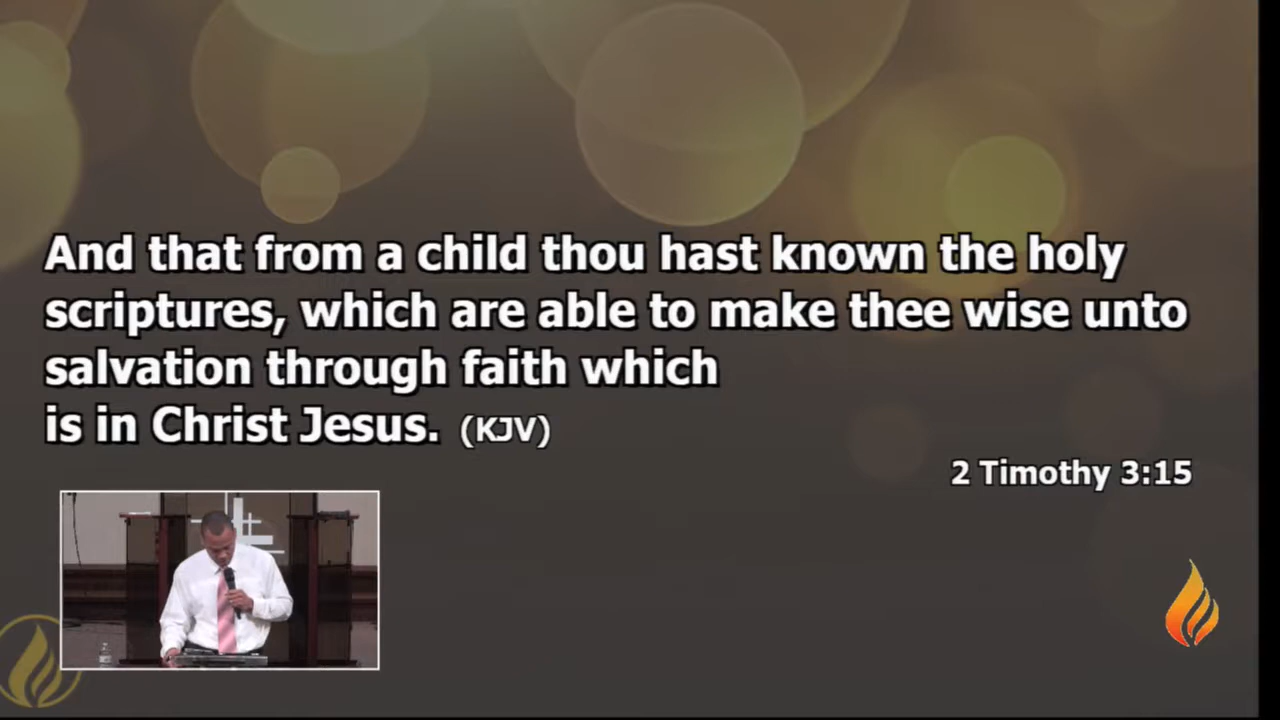 And that from a child thou hast known the holy
scriptures, which are able to make thee wise unto
salvation through faith which
is in Christ Jesus. (KJV)
2 Timothy 3:15